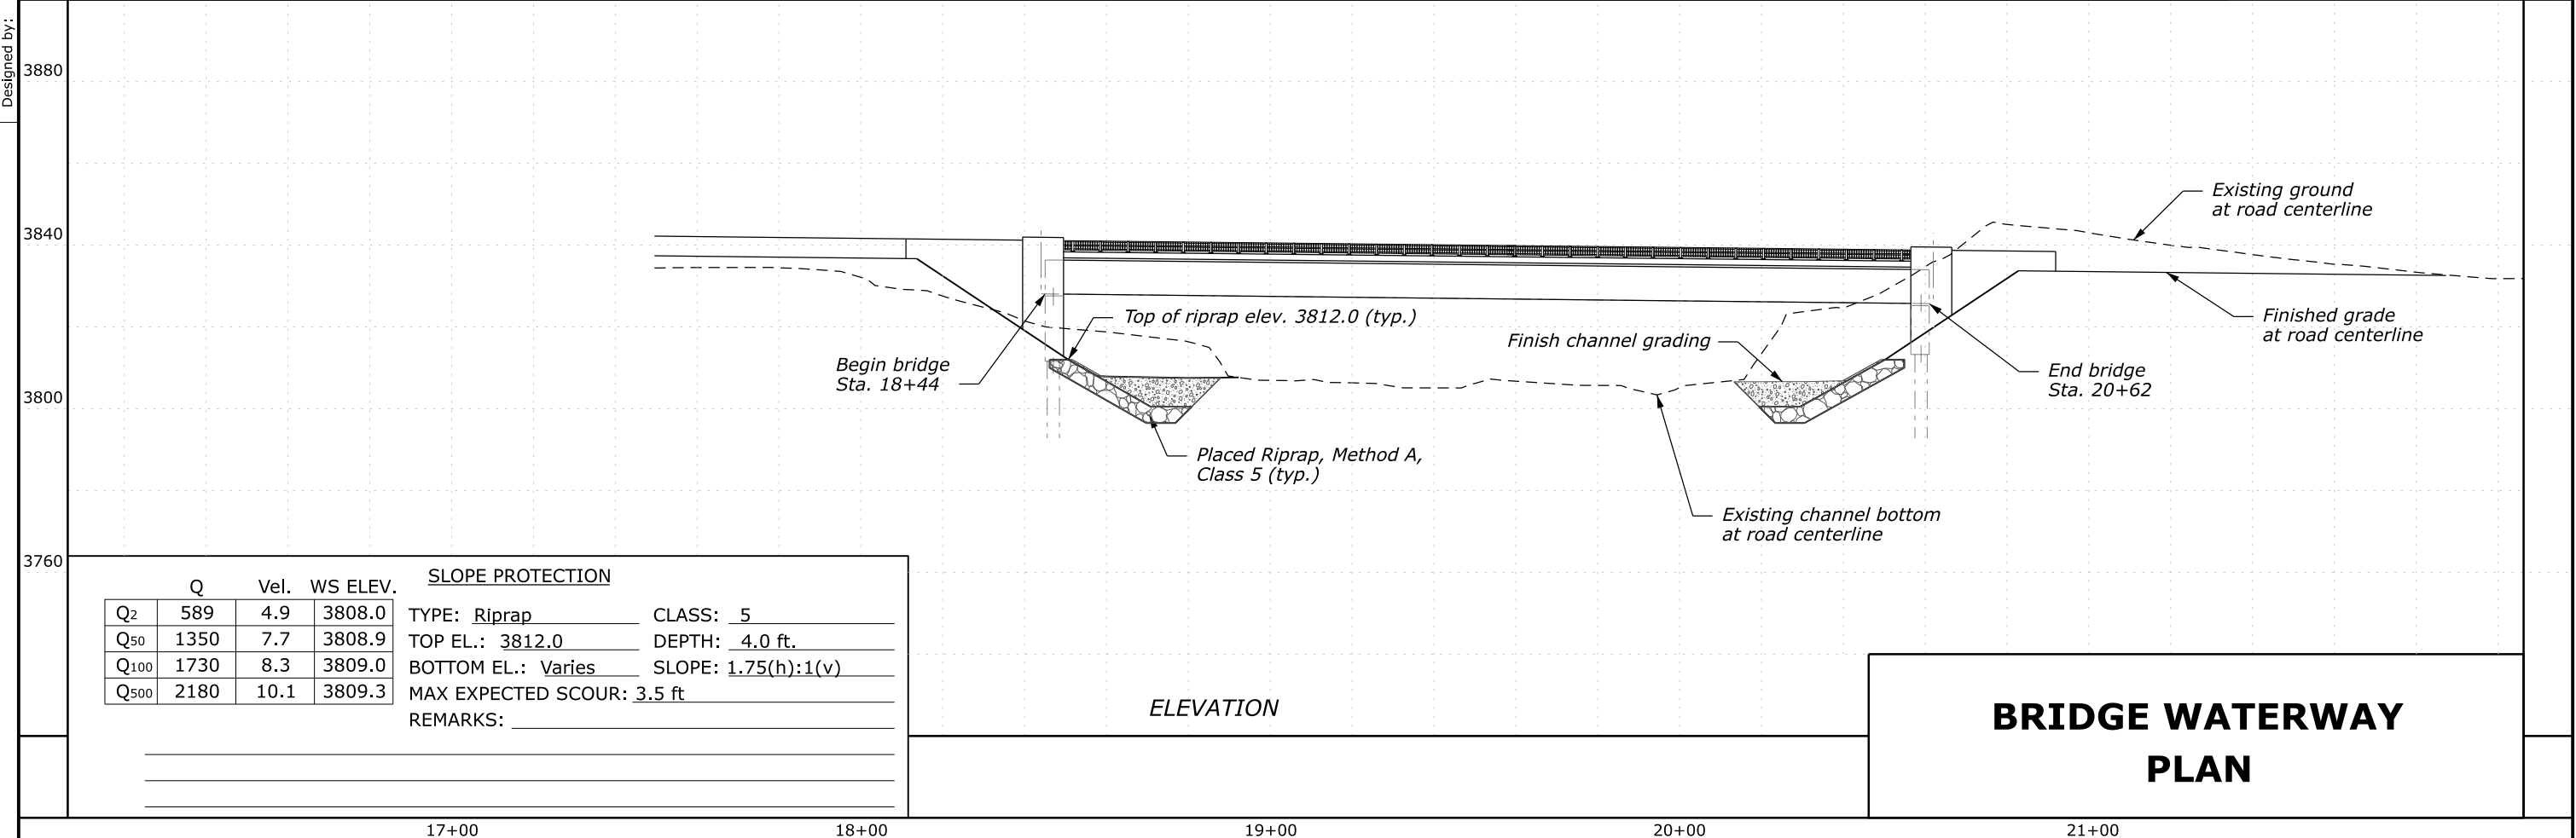 Designed by:
3880
3840
3800
3760
Existing ground
at road centerline
Finished grade
at road centerline
Top of riprap elev. 3812.0 (typ.)
Finish channel grading
Begin bridge
Sta. 18+44
End bridge
Sta. 20+62
Placed Riprap, Method A,
Class 5 (typ.)
Existing channel bottom
at road centerline
Q Vel. WS ELEV.
Q2 589 4.9 3808.0
Q50 1350 7.7 3808.9
Q100 1730 8.3 3809.0
Q500 2180 10.1 3809.3
SLOPE PROTECTION
TYPE: Riprap CLASS: 5
TOP EL.: 3812.0 DEPTH: 4.0 ft.
BOTTOM EL.: Varies SLOPE: 1.75(h):1(v)
MAX EXPECTED SCOUR: 3.5 ft
REMARKS:
ELEVATION
BRIDGE WATERWAY
PLAN
17+00 18+00 19+00 20+00 21+00